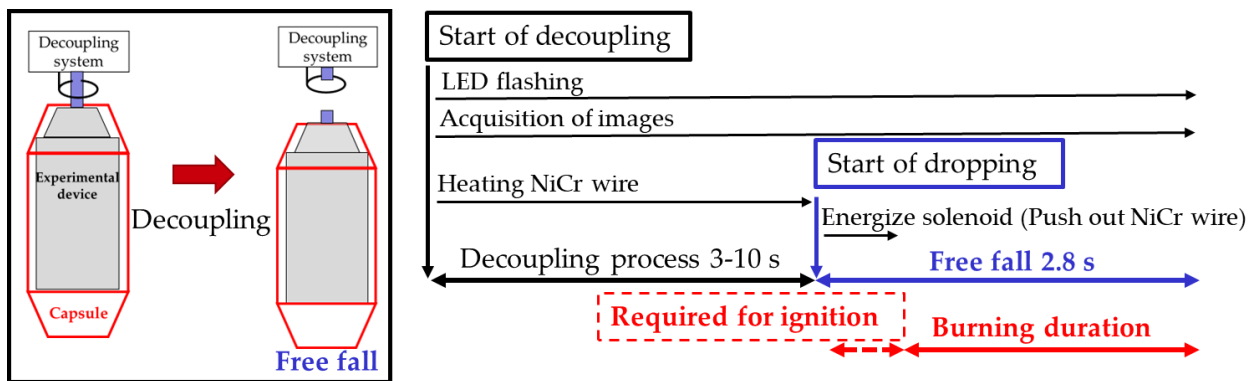 Decoupling
system
Experimental
device
Capsule
Decoupling
Decoupling
system
Free fall
Start of decoupling
LED flashing
Acquisition of images
Start of dropping
Heating NiCr wire
Energize solenoid (Push out NiCr wire)
Decoupling process 3-10 s
Free fall 2.8 s
Required for ignition
Burning duration